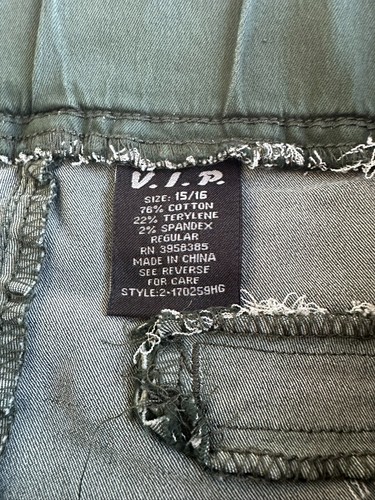 V.I.P.
SIZE: 15/16
76% COTTON
22% TERYLENE
2% SPANDEX
REGULAR
RN 3958385
MADE IN CHINA
SEE REVERSE
FOR CARE
STYLE:2-170259HG